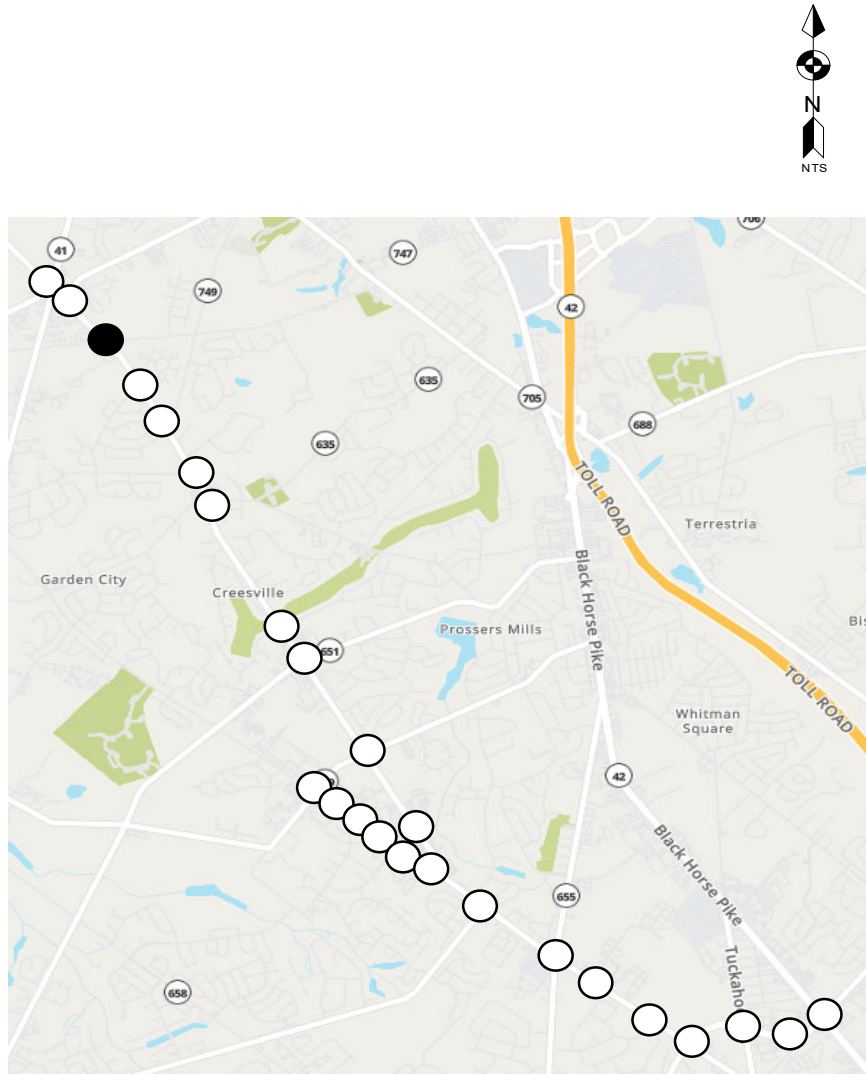 N
NTS
706
41
747
749
42
635
705
688
635
TOLL ROAD
Terrestria
Black Horse Pike
Garden City
Creesville
Prossers Mills
651
TOLL ROAD
Whitman
Square
42
Black Horse Pike
655
Tuckaho
658